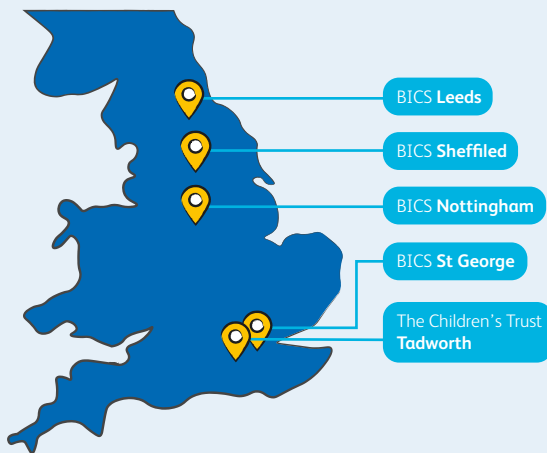 BICS Leeds
BICS Sheffiled
BICS Nottingham
BICS St George
The Children's Trust
Tadworth